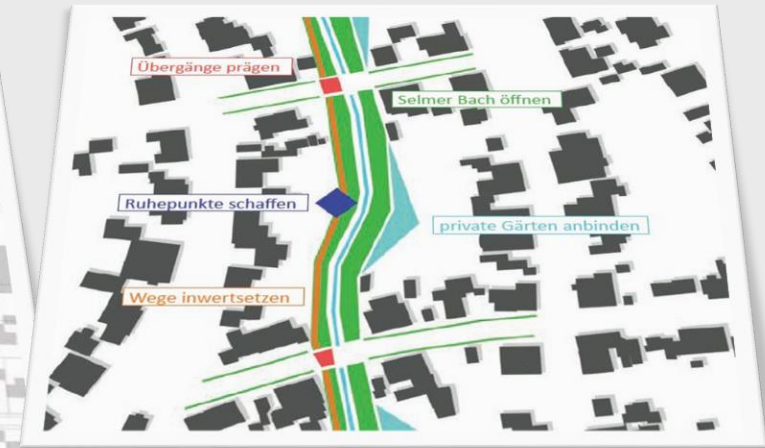 Übergänge prägen
Selmer Bach öffnen
Ruhepunkte schaffen
private Gärten anbinden
Wege inwertsetzen